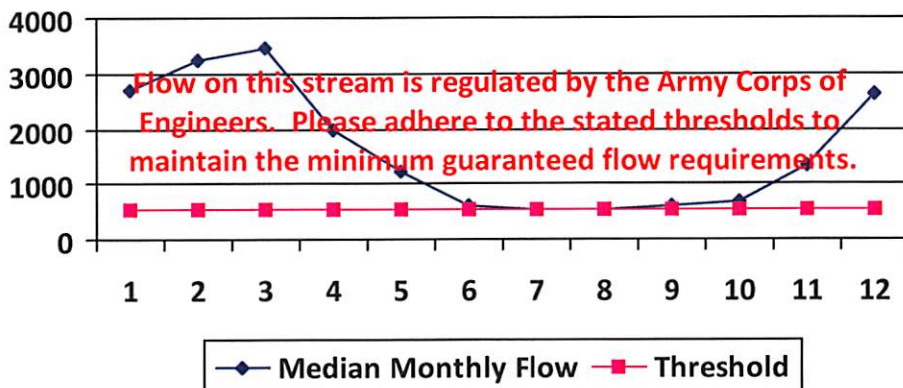 4000
3000
2000
1000
0
Flow on this stream is regulated by the Army Corps of
Engineers. Please adhere to the stated thresholds to
maintain the minimum guaranteed flow requirements.
1 2 3 4 5 6 7 8 9 10 11 12
Median Monthly Flow Threshold